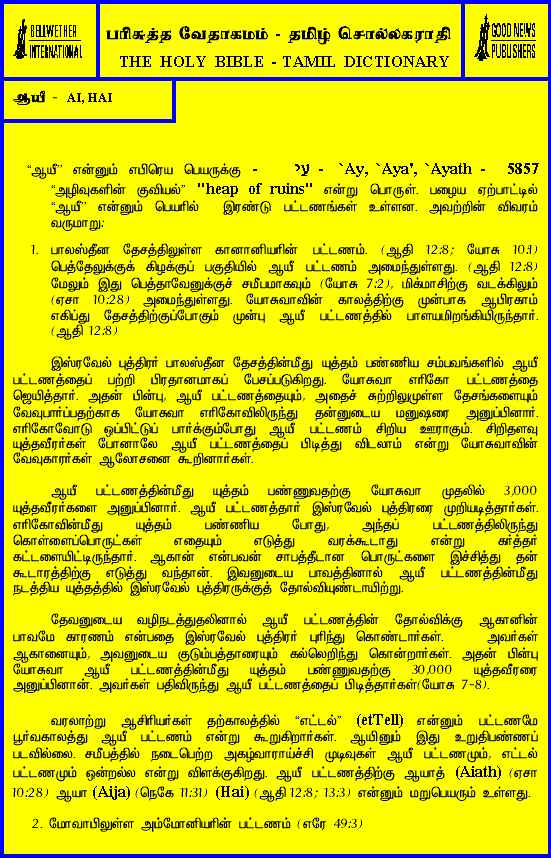 BELLWETHER
INTERNATIONAL
பரிசுத்த வேதாகமம் - தமிழ் சொல்லகராதி
THE HOLY BIBLE - TAMIL DICTIONARY
GOOD NEWS
PUBLISHERS
ஆயீ - AI, HAI
“ஆயீ” என்னும் எபிரெய பெயருக்கு - עי - `Ay, `Aya', `Ayath - 5857
“அழிவுகளின் குவியல்” "heap of ruins" என்று பொருள். பழைய ஏற்பாட்டில்
“ஆயீ” என்னும் பெயரில் இரண்டு பட்டணங்கள் உள்ளன. அவற்றின் விவரம்
வருமாறு:
1. பாலஸ்தீன தேசத்திலுள்ள கானானியரின் பட்டணம். (ஆதி 12:8; யோசு 10:1)
பெத்தேலுக்குக் கிழக்குப் பகுதியில் ஆயீ பட்டணம் அமைந்துள்ளது. (ஆதி 12:8)
மேலும் இது பெத்தாவேனுக்குச் சமீபமாகவும் (யோசு 7:2), மிக்மாசிற்கு வடக்கிலும்
(ஏசா 10:28) அமைந்துள்ளது. யோசுவாவின் காலத்திற்கு முன்பாக ஆபிரகாம்
எகிப்து தேசத்திற்குப்போகும் முன்பு ஆயீ பட்டணத்தில் பாளயமிறங்கியிருந்தார்.
(ஆதி 12:8)
இஸ்ரவேல் புத்திரர் பாலஸ்தீன தேசத்தின்மீது யுத்தம் பண்ணிய சம்பவங்களில் ஆயீ
பட்டணத்தைப் பற்றி பிரதானமாகப் பேசப்படுகிறது. யோசுவா எரிகோ பட்டணத்தை
ஜெயித்தார். அதன் பின்பு, ஆயீ பட்டணத்தையும், அதைச் சுற்றிலுமுள்ள தேசங்களையும்
வேவுபார்ப்பதற்காக யோசுவா எரிகோவிலிருந்து தன்னுடைய மனுஷரை அனுப்பினார்.
எரிகோவோடு ஒப்பிட்டுப் பார்க்கும்போது ஆயீ பட்டணம் சிறிய ஊராகும். சிறிதளவு
யுத்தவீரர்கள் போனாலே ஆயீ பட்டணத்தைப் பிடித்து விடலாம் என்று யோசுவாவின்
வேவுகாரர்கள் ஆலோசனை கூறினார்கள்.
ஆயீ பட்டணத்தின்மீது யுத்தம் பண்ணுவதற்கு யோசுவா முதலில் 3,000
யுத்தவீரர்களை அனுப்பினார். ஆயீ பட்டணத்தார் இஸ்ரவேல் புத்திரரை முறியடித்தார்கள்.
எரிகோவின்மீது யுத்தம் பண்ணிய போது, அந்தப் பட்டணத்திலிருந்து
கொள்ளைப்பொருட்கள் எதையும் எடுத்து வரக்கூடாது என்று கர்த்தர்
கட்டளையிட்டிருந்தார். ஆகான் என்பவன் சாபத்தீடான பொருட்களை இச்சித்து தன்
கூடாரத்திற்கு எடுத்து வந்தான். இவனுடைய பாவத்தினால் ஆயீ பட்டணத்தின்மீது
நடத்திய யுத்தத்தில் இஸ்ரவேல் புத்திரருக்குத் தோல்வியுண்டாயிற்று.
தேவனுடைய வழிநடத்துதலினால் ஆயீ பட்டணத்தின் தோல்விக்கு ஆகானின்
பாவமே காரணம் என்பதை இஸ்ரவேல் புத்திரர் புரிந்து கொண்டார்கள். அவர்கள்
ஆகானையும், அவனுடைய குடும்பத்தாரையும் கல்லெறிந்து கொன்றார்கள். அதன் பின்பு
யோசுவா ஆயீ பட்டணத்தின்மீது யுத்தம் பண்ணுவதற்கு 30,000 யுத்தவீரரை
அனுப்பினான். அவர்கள் பதிவிருந்து ஆயீ பட்டணத்தைப் பிடித்தார்கள்(யோசு 7-8).
வரலாற்று ஆசிரியர்கள் தற்காலத்தில் “எட்டல்” (etTell) என்னும் பட்டணமே
பூர்வகாலத்து ஆயீ பட்டணம் என்று கூறுகிறார்கள். ஆயினும் இது உறுதிபண்ணப்
படவில்லை. சமீபத்தில் நடைபெற்ற அகழ்வாராய்ச்சி முடிவுகள் ஆயீ பட்டணமும், எட்டல்
பட்டணமும் ஒன்றல்ல என்று விளக்குகிறது. ஆயீ பட்டணத்திற்கு ஆயாத் (Aiath) (ஏசா
10:28) ஆயா (Aija) (நெகே 11:31) (Hai) (ஆதி 12:8; 13:3) என்னும் மறுபெயரும் உள்ளது.
2. மோவாபிலுள்ள அம்மோனியரின் பட்டணம் (எரே 49:3)